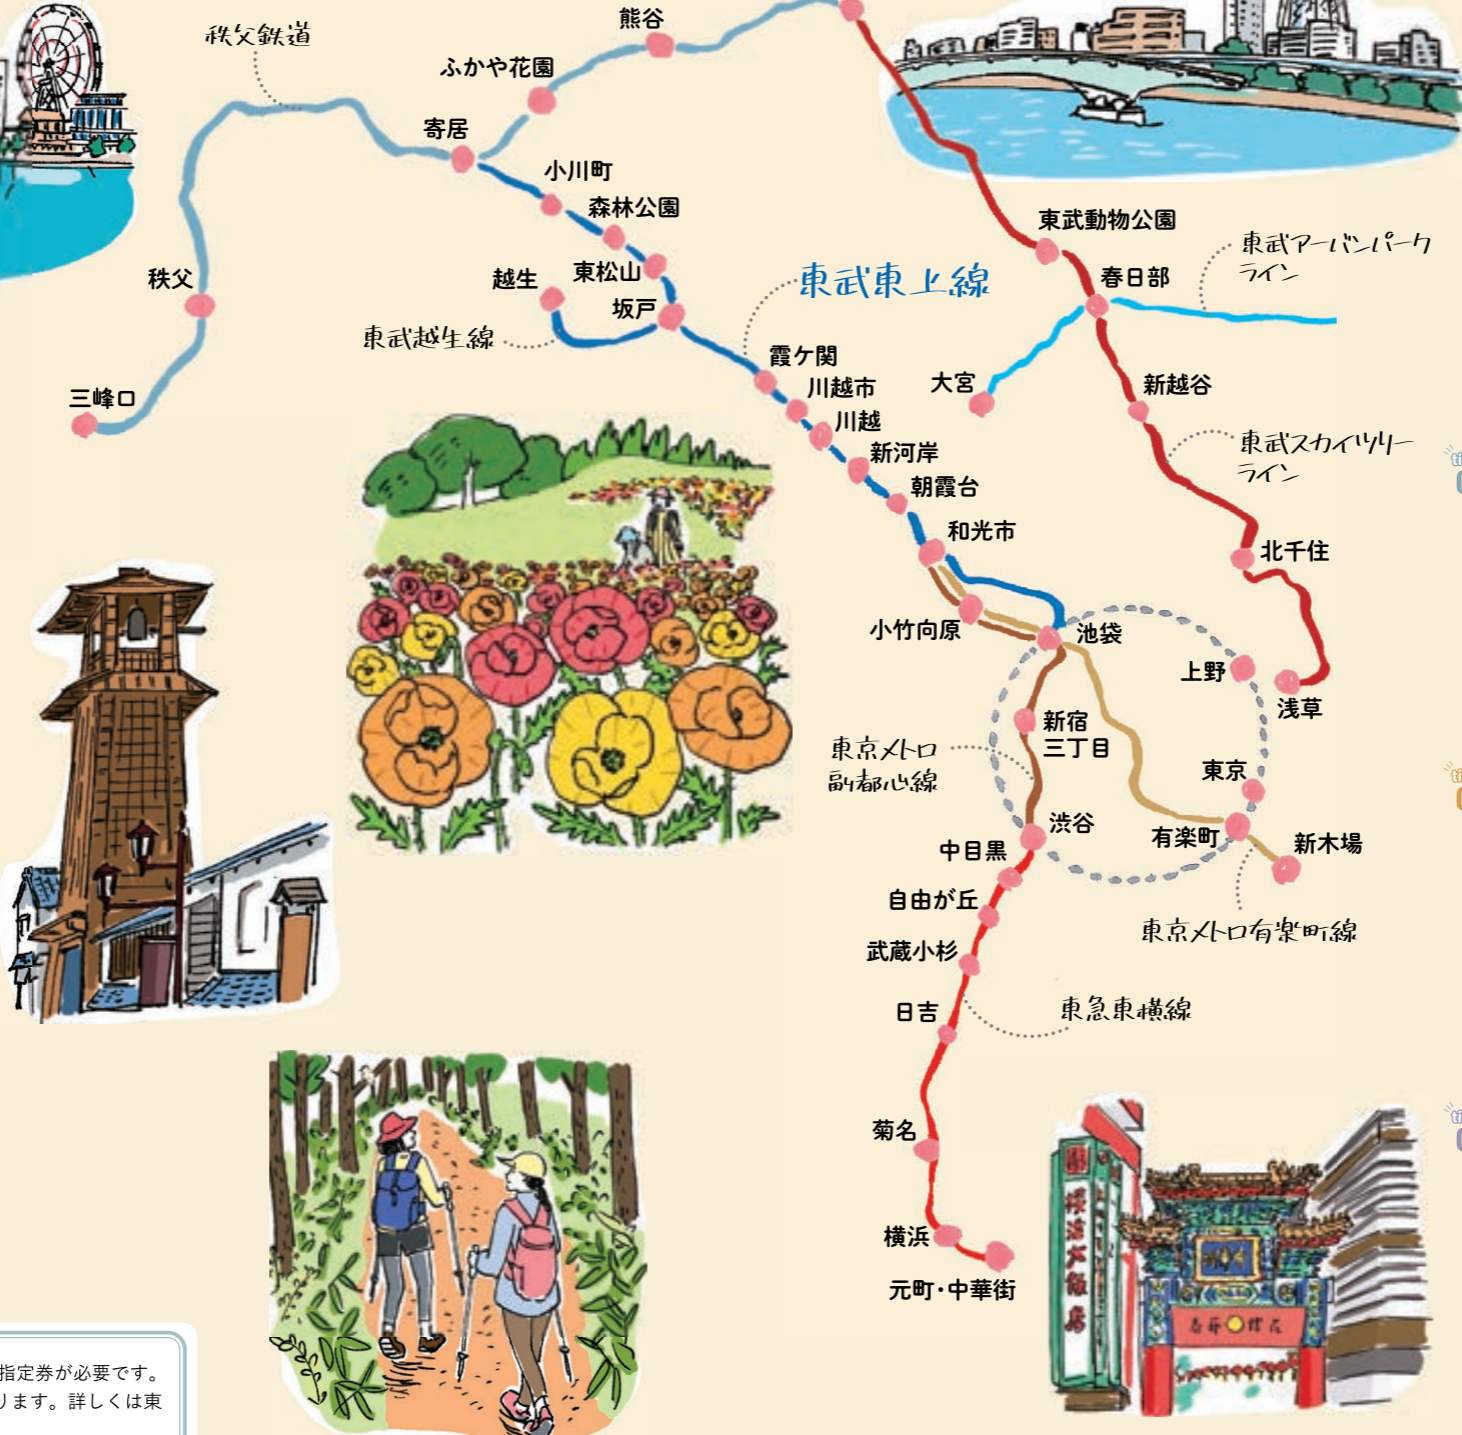 秩父鉄道
熊谷
ふかや花園
寄居
小川町
森林公園
東松山
越生
坂戸
東武越生線
東武東上線
秩父
三峰口
霞ケ関
川越市
川越
新河岸
朝霞台
和光市
小竹向原
池袋
東武動物公園
春日部
東武アーバンパーク
ライン
大宮
新越谷
東武スカイツリー
ライン
北千住
上野
浅草
新宿
三丁目
東京メトロ
副都心線
東京
渋谷
有楽町
新木場
中目黒
自由が丘
東京メトロ有楽町線
武蔵小杉
日吉
東急東横線
菊名
横浜
元町・中華街
横浜大飯店
指定券が必要です。
ります。詳しくは東